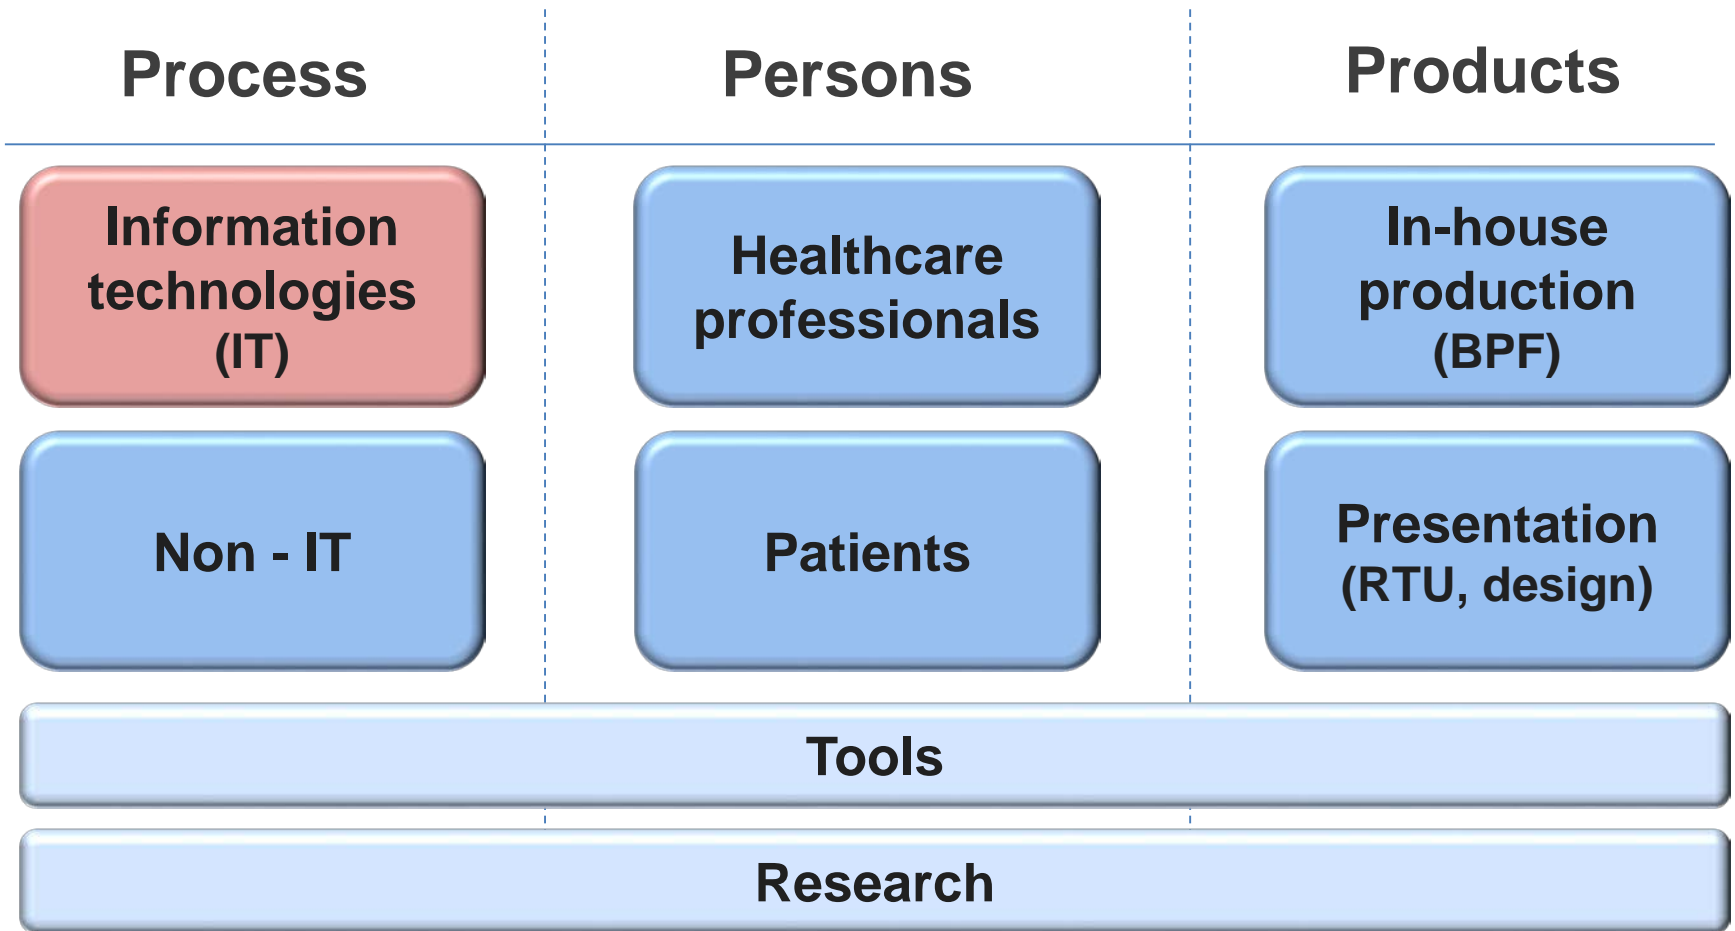 Process
Persons
Products
Information
technologies
(IT)
Healthcare
professionals
In-house
production
(BPF)
Non - IT
Patients
Presentation
(RTU, design)
Tools
Research